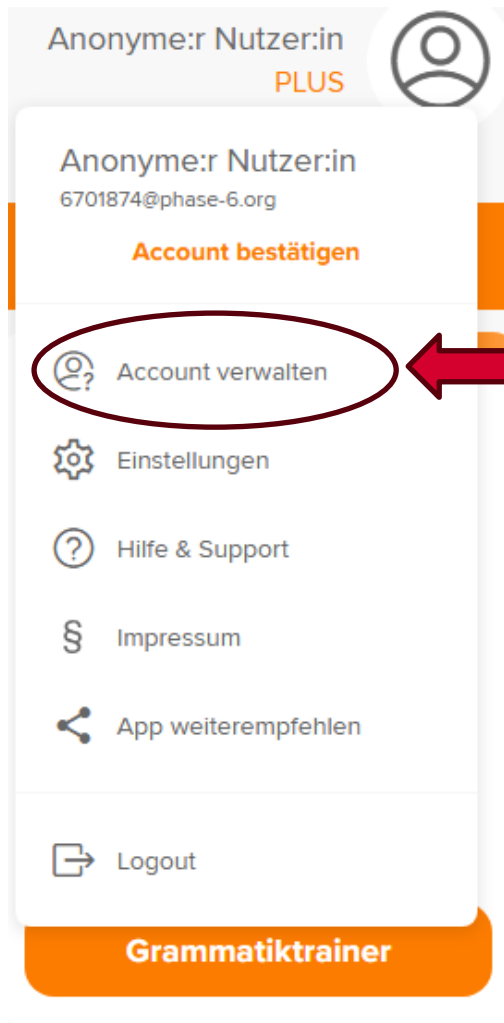 Anonyme:r Nutzer:in
PLUS
Anonyme:r Nutzer:in
6701874@phase-6.org
Account bestätigen
Account verwalten
Einstellungen
Hilfe & Support
§ Impressum
App weiterempfehlen
Logout
Grammatiktrainer